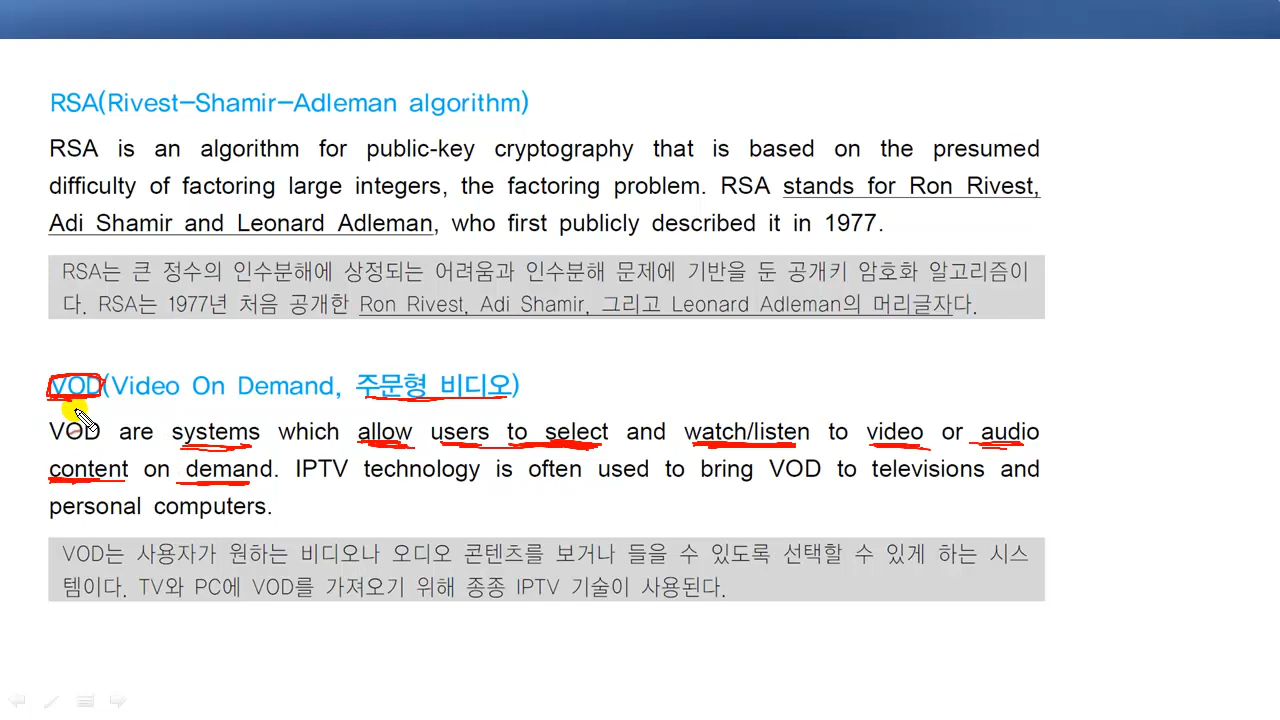 RSA(Rivest-Shamir-Adleman algorithm)
RSA is an algorithm for public-key cryptography that is based on the presumed
difficulty of factoring large integers, the factoring problem. RSA stands for Ron Rivest,
Adi Shamir and Leonard Adleman, who first publicly described it in 1977.
RSA는 큰 정수의 인수분해에 상정되는 어려움과 인수분해 문제에 기반을 둔 공개키 암호화 알고리즘이
다. RSA는 1977년 처음 공개한 Ron Rivest, Adi Shamir, 그리고 Leonard Adleman의 머리글자다.
VOD(Video On Demand, 주문형 비디오)
VOD are systems which allow users to select and watch/listen to video or audio
content on demand. IPTV technology is often used to bring VOD to televisions and
personal computers.
VOD는 사용자가 원하는 비디오나 오디오 콘텐츠를 보거나 들을 수 있도록 선택할 수 있게 하는 시스
템이다. TV와 PC에 VOD를 가져오기 위해 종종 IPTV 기술이 사용된다.